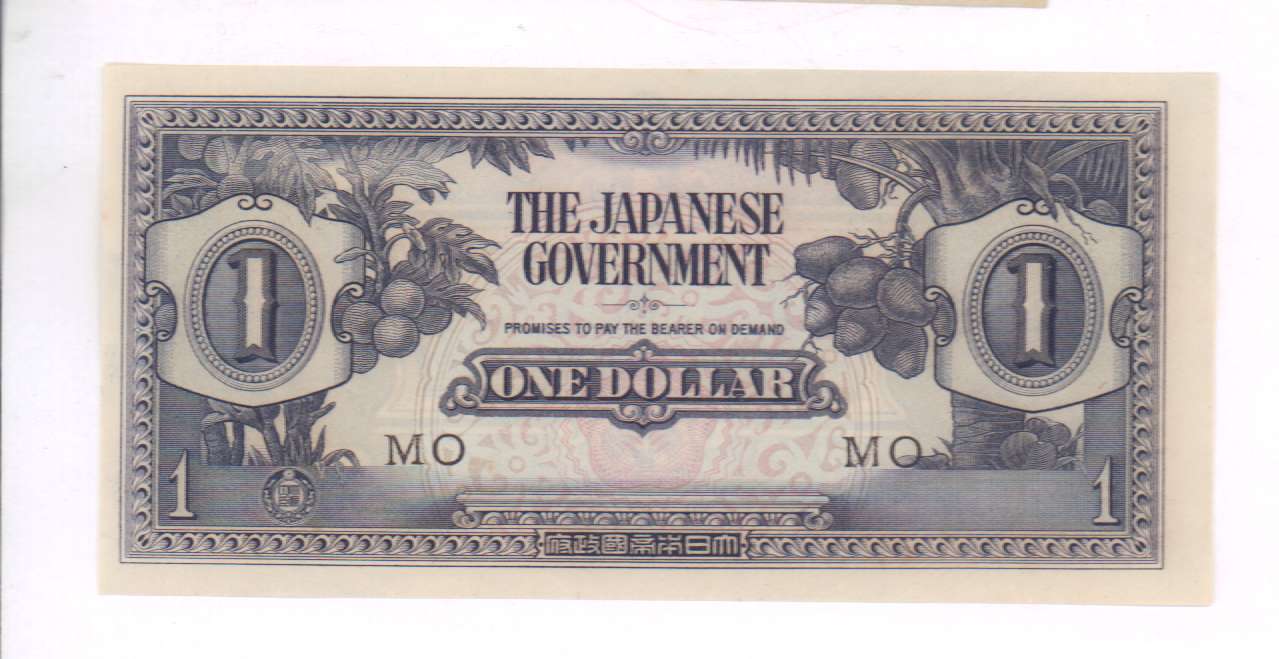 THE JAPANESE
GOVERNMENT
PROMISES TO PAY THE BEARER ON DEMAND
ONE DOLLAR
1
1
MO
MO
1
1
府政國帝本日大